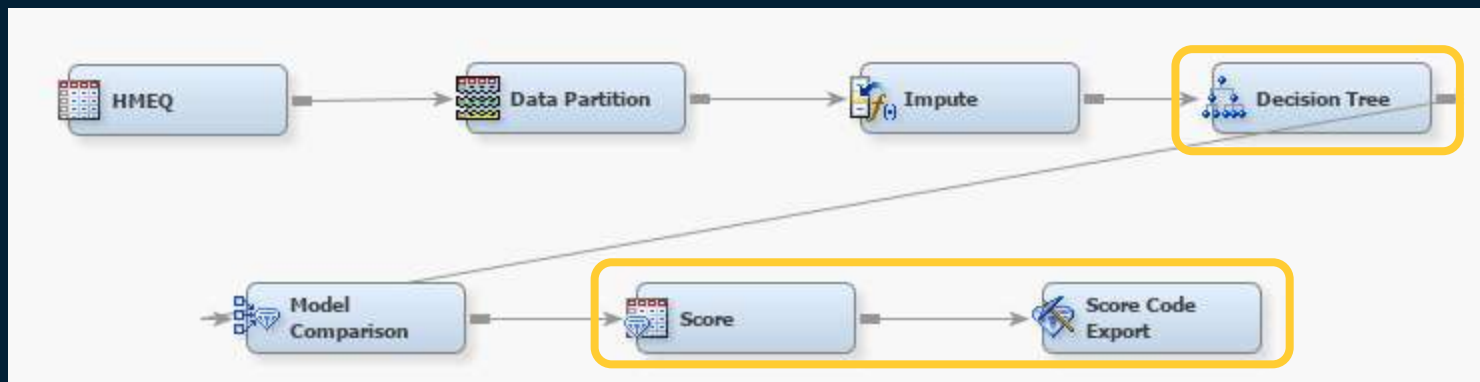 HMEQ
Data Partition
Impute
Decision Tree
Model
Comparison
Score
Score Code
Export